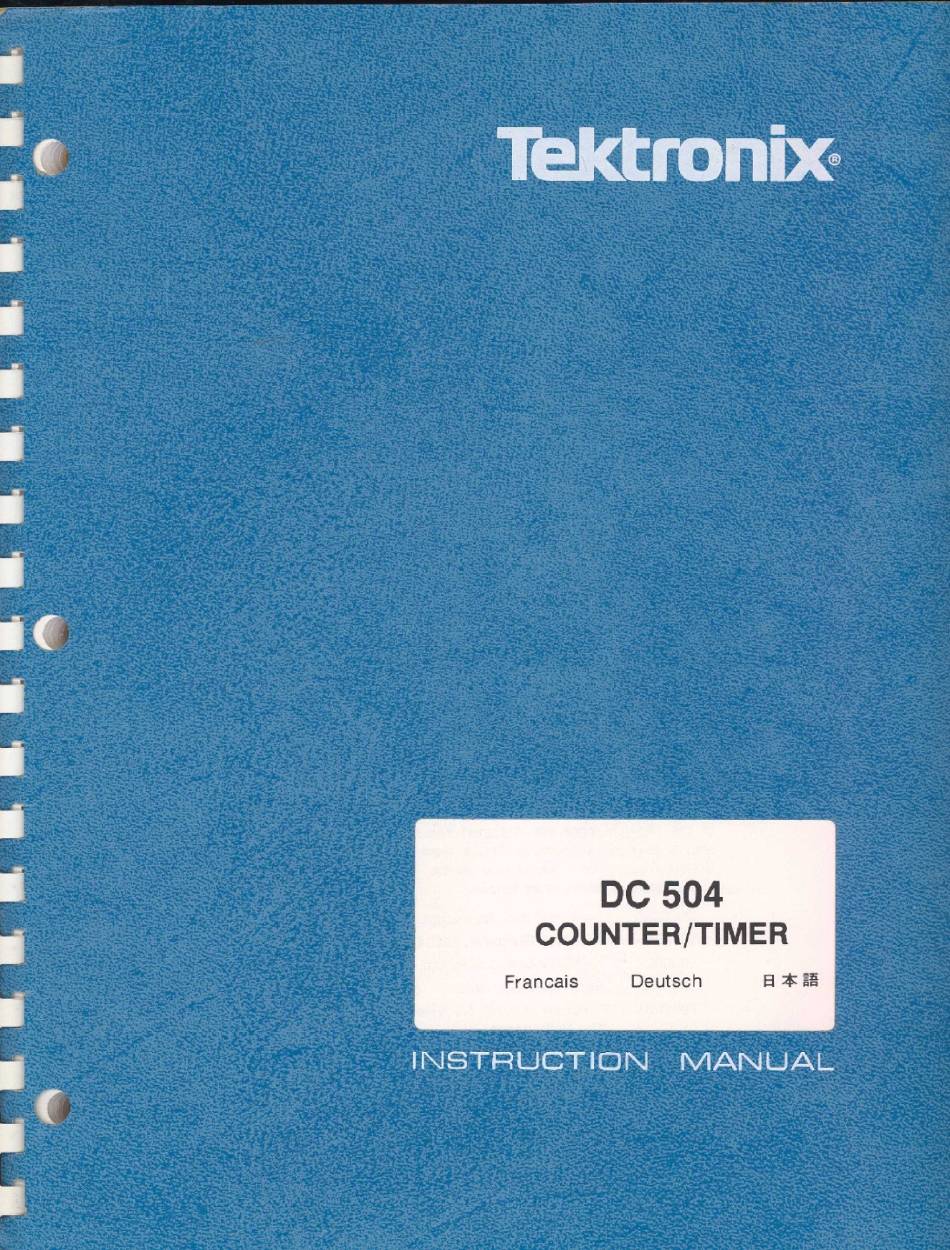 Tektronix®
DC 504
COUNTER/TIMER
Francais Deutsch 日本語
INSTRUCTION MANUAL